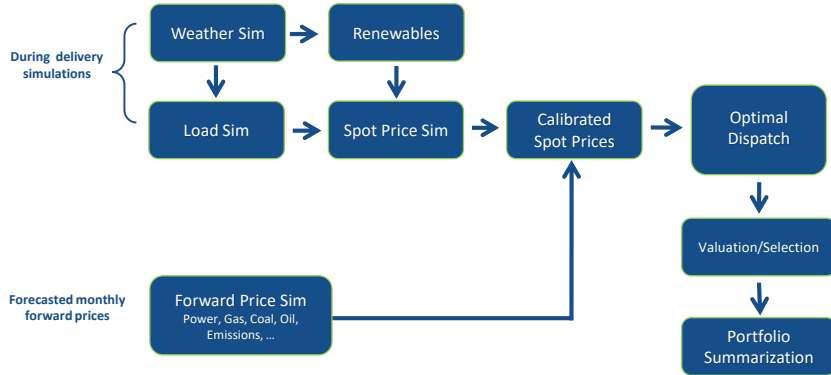 During delivery
simulations
Weather Sim
Renewables
Load Sim
Spot Price Sim
Calibrated
Spot Prices
Optimal
Dispatch
Valuation/Selection
Forecasted monthly
forward prices
Forward Price Sim
Power, Gas, Coal, Oil,
Emissions, ...
Portfolio
Summarization